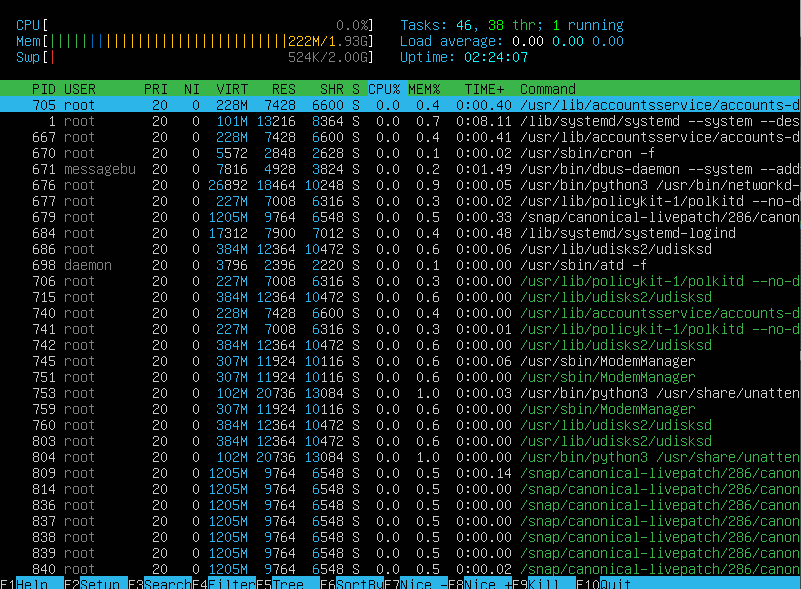 CPU[ 0.0%] Tasks: 46, 38 thr; 1 running
Mem[||||||||||||||||||||||||||||||222M/1.93G] Load average: 0.00 0.00 0.00
Swp[| 524K/2.00G] Uptime: 02:24:07
PID USER PRI NI VIRT RES SHR S CPU% MEM% TIME+ Command
705 root 20 0 228M 7428 6600 S 0.0 0.4 0:00.40 /usr/lib/accountsservice/accounts-d
1 root 20 0 101M 13216 8364 S 0.0 0.7 0:08.11 /lib/systemd/systemd --system --des
667 root 20 0 228M 7428 6600 S 0.0 0.4 0:00.41 /usr/lib/accountsservice/accounts-d
670 root 20 0 5572 2848 2628 S 0.0 0.1 0:00.02 /usr/sbin/cron -f
671 messagebu 20 0 7816 4928 3824 S 0.0 0.2 0:01.49 /usr/bin/dbus-daemon --system --add
676 root 20 0 26892 18464 10248 S 0.0 0.9 0:00.05 /usr/bin/python3 /usr/bin/networkd-
677 root 20 0 227M 7008 6316 S 0.0 0.3 0:00.02 /usr/lib/policykit-1/polkitd --no-d
679 root 20 0 1205M 9764 6548 S 0.0 0.5 0:00.33 /snap/canonical-livepatch/286/canon
684 root 20 0 17312 7900 7012 S 0.0 0.4 0:00.48 /lib/systemd/systemd-logind
686 root 20 0 384M 12364 10472 S 0.0 0.6 0:00.06 /usr/lib/udisks2/udisksd
698 daemon 20 0 3796 2396 2220 S 0.0 0.1 0:00.00 /usr/sbin/atd -f
706 root 20 0 227M 7008 6316 S 0.0 0.3 0:00.00 /usr/lib/policykit-1/polkitd --no-d
715 root 20 0 384M 12364 10472 S 0.0 0.6 0:00.00 /usr/lib/udisks2/udisksd
740 root 20 0 228M 7428 6600 S 0.0 0.4 0:00.00 /usr/lib/accountsservice/accounts-d
741 root 20 0 227M 7008 6316 S 0.0 0.3 0:00.01 /usr/lib/policykit-1/polkitd --no-d
742 root 20 0 384M 12364 10472 S 0.0 0.6 0:00.00 /usr/lib/udisks2/udisksd
745 root 20 0 307M 11924 10116 S 0.0 0.6 0:00.06 /usr/sbin/ModemManager
751 root 20 0 307M 11924 10116 S 0.0 0.6 0:00.00 /usr/sbin/ModemManager
753 root 20 0 102M 20736 13084 S 0.0 1.0 0:00.03 /usr/bin/python3 /usr/share/unatten
759 root 20 0 307M 11924 10116 S 0.0 0.6 0:00.00 /usr/sbin/ModemManager
760 root 20 0 384M 12364 10472 S 0.0 0.6 0:00.00 /usr/lib/udisks2/udisksd
803 root 20 0 384M 12364 10472 S 0.0 0.6 0:00.00 /usr/lib/udisks2/udisksd
804 root 20 0 102M 20736 13084 S 0.0 1.0 0:00.00 /usr/bin/python3 /usr/share/unatten
809 root 20 0 1205M 9764 6548 S 0.0 0.5 0:00.14 /snap/canonical-livepatch/286/canon
814 root 20 0 1205M 9764 6548 S 0.0 0.5 0:00.00 /snap/canonical-livepatch/286/canon
836 root 20 0 1205M 9764 6548 S 0.0 0.5 0:00.00 /snap/canonical-livepatch/286/canon
837 root 20 0 1205M 9764 6548 S 0.0 0.5 0:00.00 /snap/canonical-livepatch/286/canon
838 root 20 0 1205M 9764 6548 S 0.0 0.5 0:00.00 /snap/canonical-livepatch/286/canon
839 root 20 0 1205M 9764 6548 S 0.0 0.5 0:00.00 /snap/canonical-livepatch/286/canon
840 root 20 0 1205M 9764 6548 S 0.0 0.5 0:00.02 /snap/canonical-livepatch/286/canon
F1Help F2Setup F3SearchF4FilterF5Tree F6SortByF7Nice -F8Nice +F9Kill F10Quit